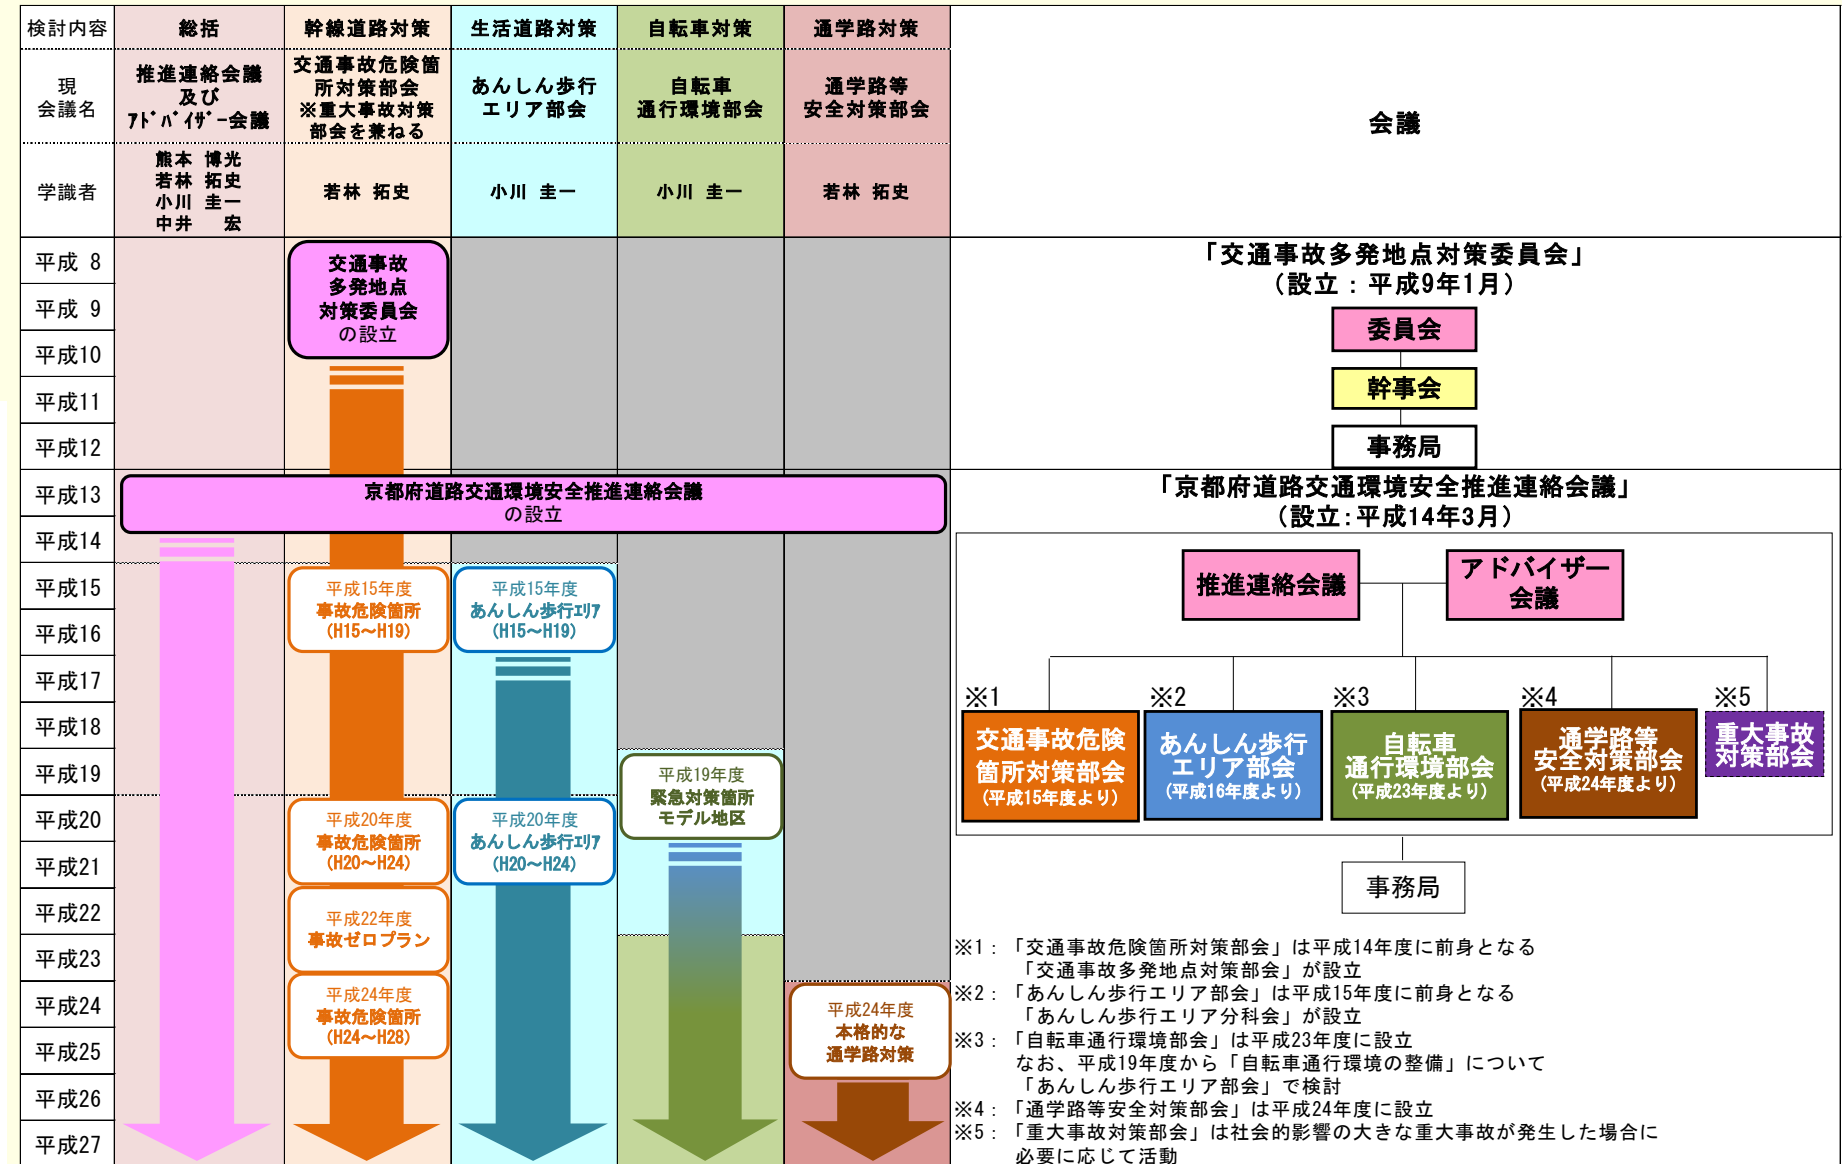 検討内容
総括
幹線道路対策
生活道路対策
自転車対策
通学路対策
現
会議名
推進連絡会議
及び
ｱﾄﾞﾊﾞｲｻﾞｰ会議
交通事故危険箇
所対策部会
※重大事故対策
部会を兼ねる
あんしん歩行
エリア部会
自転車
通行環境部会
通学路等
安全対策部会
会議
学識者
熊本 博光
若林 拓史
小川 圭一
中井 宏
若林 拓史
小川 圭一
小川 圭一
若林 拓史
平成 8
平成 9
平成10
平成11
平成12
平成13
平成14
平成15
平成16
平成17
平成18
平成19
平成20
平成21
平成22
平成23
平成24
平成25
平成26
平成27
交通事故
多発地点
対策委員会
の設立
京都府道路交通環境安全推進連絡会議
の設立
平成15年度
事故危険箇所
(H15～H19)
平成15年度
あんしん歩行ｴﾘｱ
(H15～H19)
平成19年度
緊急対策箇所
モデル地区
平成20年度
事故危険箇所
(H20～H24)
平成20年度
あんしん歩行ｴﾘｱ
(H20～H24)
平成22年度
事故ゼロプラン
平成24年度
事故危険箇所
(H24～H28)
平成24年度
本格的な
通学路対策
「交通事故多発地点対策委員会」
（設立：平成9年1月）
委員会
幹事会
事務局
「京都府道路交通環境安全推進連絡会議」
（設立:平成14年3月）
推進連絡会議
アドバイザー
会議
※1
※2
※3
※4
※5
交通事故危険
箇所対策部会
(平成15年度より)
あんしん歩行
エリア部会
(平成16年度より)
自転車
通行環境部会
(平成23年度より)
通学路等
安全対策部会
(平成24年度より)
重大事故
対策部会
事務局
※1：「交通事故危険箇所対策部会」は平成14年度に前身となる
「交通事故多発地点対策部会」が設立
※2：「あんしん歩行エリア部会」は平成15年度に前身となる
「あんしん歩行エリア分科会」が設立
※3：「自転車通行環境部会」は平成23年度に設立
なお、平成19年度から「自転車通行環境の整備」について
「あんしん歩行エリア部会」で検討
※4：「通学路等安全対策部会」は平成24年度に設立
※5：「重大事故対策部会」は社会的影響の大きな重大事故が発生した場合に
必要に応じて活動